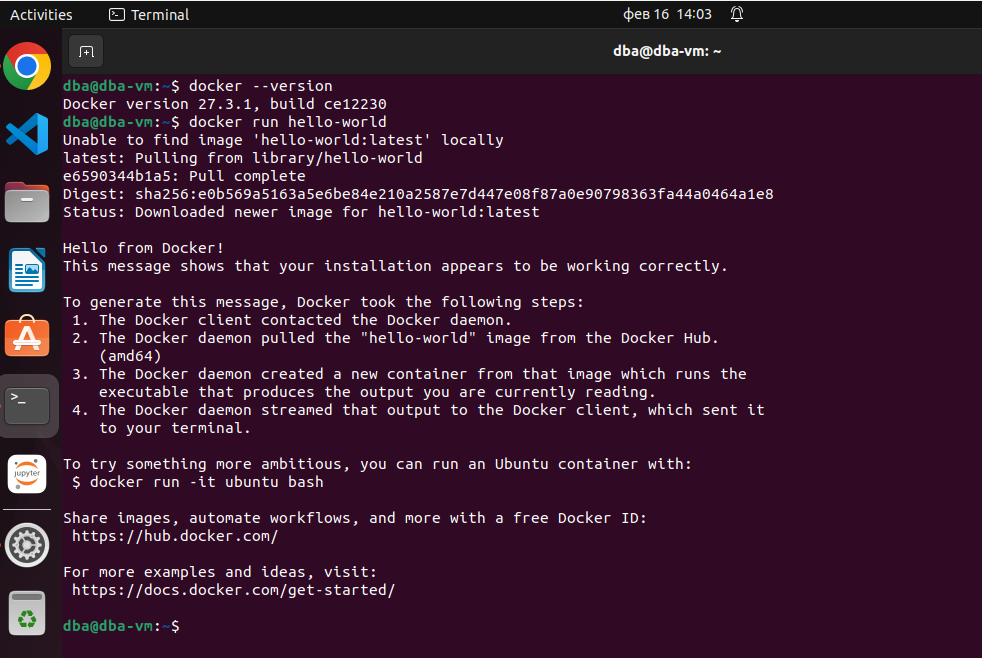 Activities
Terminal
фев 16 14:03
dba@dba-vm: ~
dba@dba-vm:~$ docker --version
Docker version 27.3.1, build ce12230
dba@dba-vm:~$ docker run hello-world
Unable to find image 'hello-world:latest' locally
latest: Pulling from library/hello-world
e6590344b1a5: Pull complete
Digest: sha256:e0b569a5163a5e6be84e210a2587e7d447e08f87a0e90798363fa44a0464a1e8
Status: Downloaded newer image for hello-world:latest
Hello from Docker!
This message shows that your installation appears to be working correctly.
To generate this message, Docker took the following steps:
1. The Docker client contacted the Docker daemon.
2. The Docker daemon pulled the "hello-world" image from the Docker Hub.
(amd64)
3. The Docker daemon created a new container from that image which runs the
executable that produces the output you are currently reading.
4. The Docker daemon streamed that output to the Docker client, which sent it
to your terminal.
To try something more ambitious, you can run an Ubuntu container with:
$ docker run -it ubuntu bash
Share images, automate workflows, and more with a free Docker ID:
https://hub.docker.com/
For more examples and ideas, visit:
https://docs.docker.com/get-started/
dba@dba-vm:~$
>_
jupyter